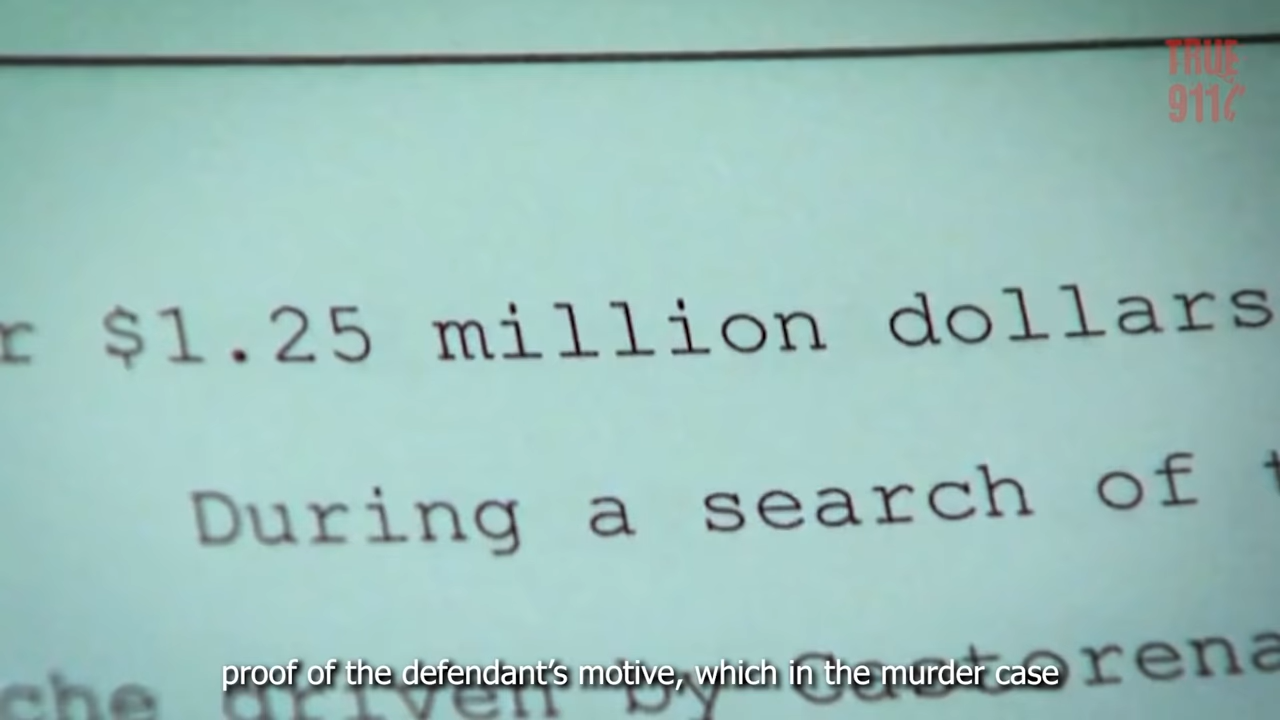 TRUE
911
r $1.25 million dollars
During a search of t
che driven by Castorena
proof of the defendant's motive, which in the murder case